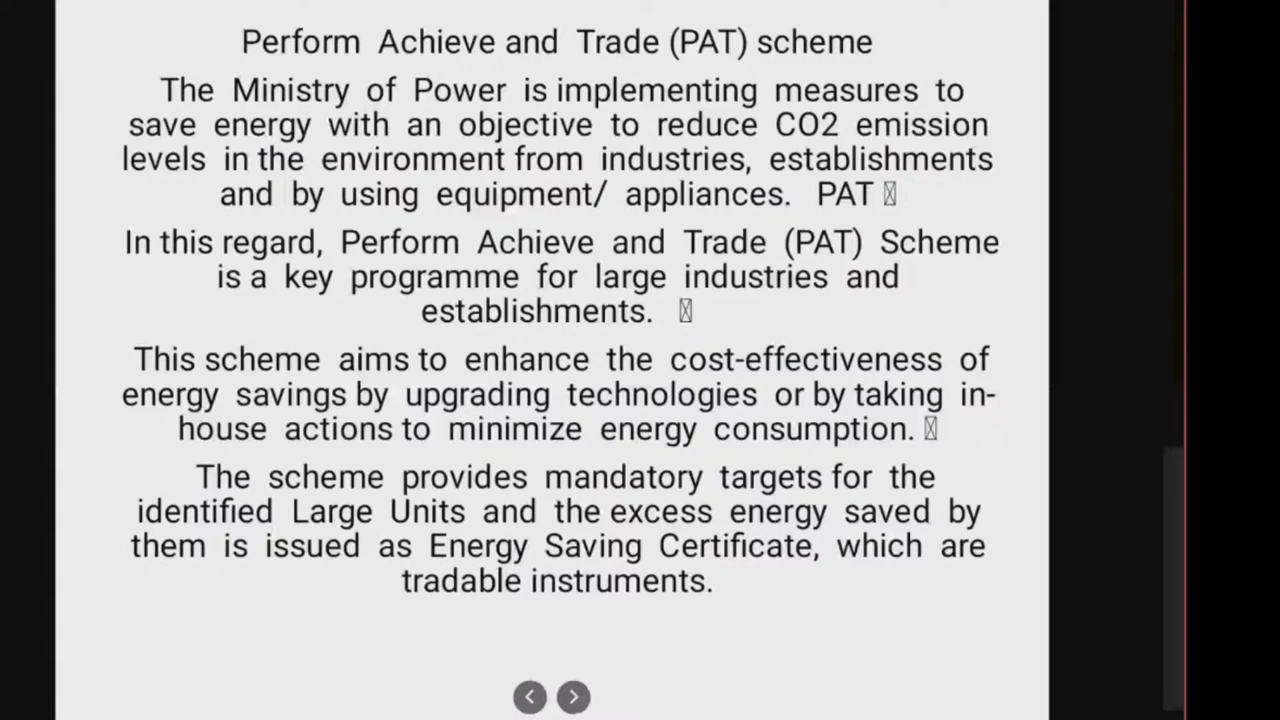 Perform Achieve and Trade (PAT) scheme
The Ministry of Power is implementing measures to
save energy with an objective to reduce CO2 emission
levels in the environment from industries, establishments
and by using equipment/ appliances. PAT
In this regard, Perform Achieve and Trade (PAT) Scheme
is a key programme for large industries and
establishments.
This scheme aims to enhance the cost-effectiveness of
energy savings by upgrading technologies or by taking in-
house actions to minimize energy consumption.
The scheme provides mandatory targets for the
identified Large Units and the excess energy saved by
them is issued as Energy Saving Certificate, which are
tradable instruments.